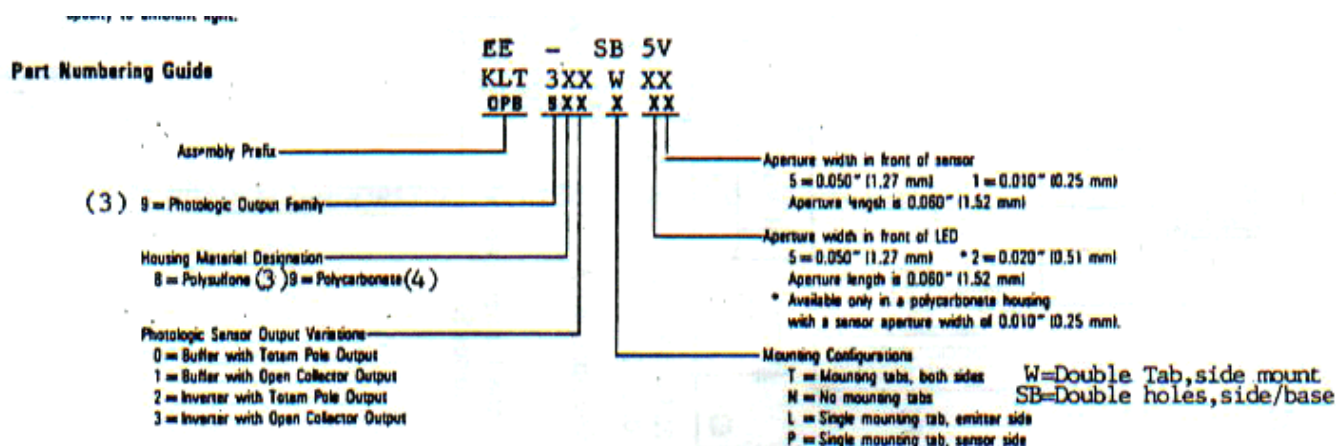 to ambient light.
EE - SB 5V
Part Numbering Guide
KLT 3XX W XX
OPB 9XX X XX
Assembly Prefix
(3) 9 = Photologic Output Family
Housing Material Designation
8 = Polysulfone (3) 9 = Polycarbonate (4)
Photologic Sensor Output Variations
0 = Buffer with Totem Pole Output
1 = Buffer with Open Collector Output
2 = Inverter with Totem Pole Output
3 = Inverter with Open Collector Output
Aperture width in front of sensor
5 = 0.050" (1.27 mm) 1 = 0.010" (0.25 mm)
Aperture length is 0.060" (1.52 mm)
Aperture width in front of LED
5 = 0.050" (1.27 mm) * 2 = 0.020" (0.51 mm)
Aperture length is 0.060" (1.52 mm)
* Available only in a polycarbonate housing
with a sensor aperture width of 0.010" (0.25 mm).
Mounting Configurations
T = Mounting tabs, both sides W=Double Tab,side mount
N = No mounting tabs SB=Double holes,side/base
L = Single mounting tab, emitter side
P = Single mounting tab, sensor side